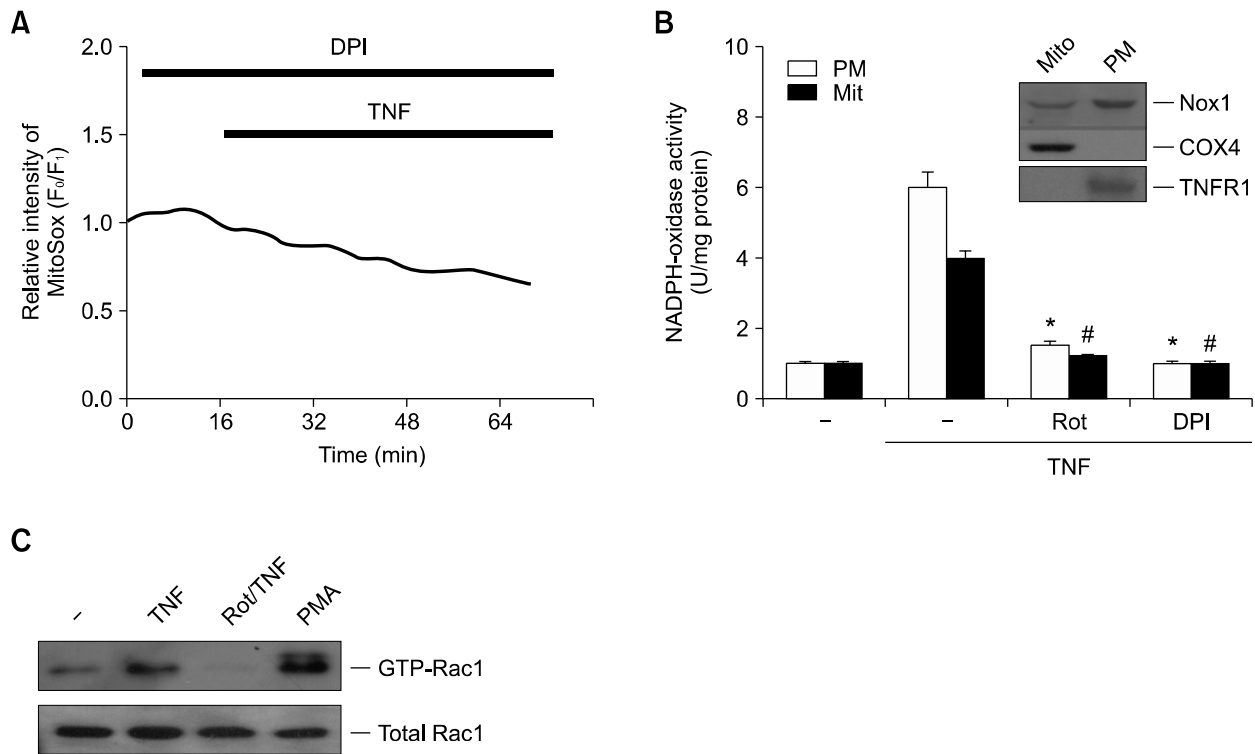 A
2.0
1.5
1.0
0.5
0.0
Relative intensity of
MitoSox (F₀/F₁)
DPI
TNF
0 16 32 48 64
Time (min)
B
10
8
6
4
2
0
NADPH-oxidase activity
(U/mg protein)
PM
Mit
Mito PM
Nox1
COX4
TNFR1
* # * #
– – Rot DPI
TNF
C
– TNF Rot/TNF PMA
GTP-Rac1
Total Rac1